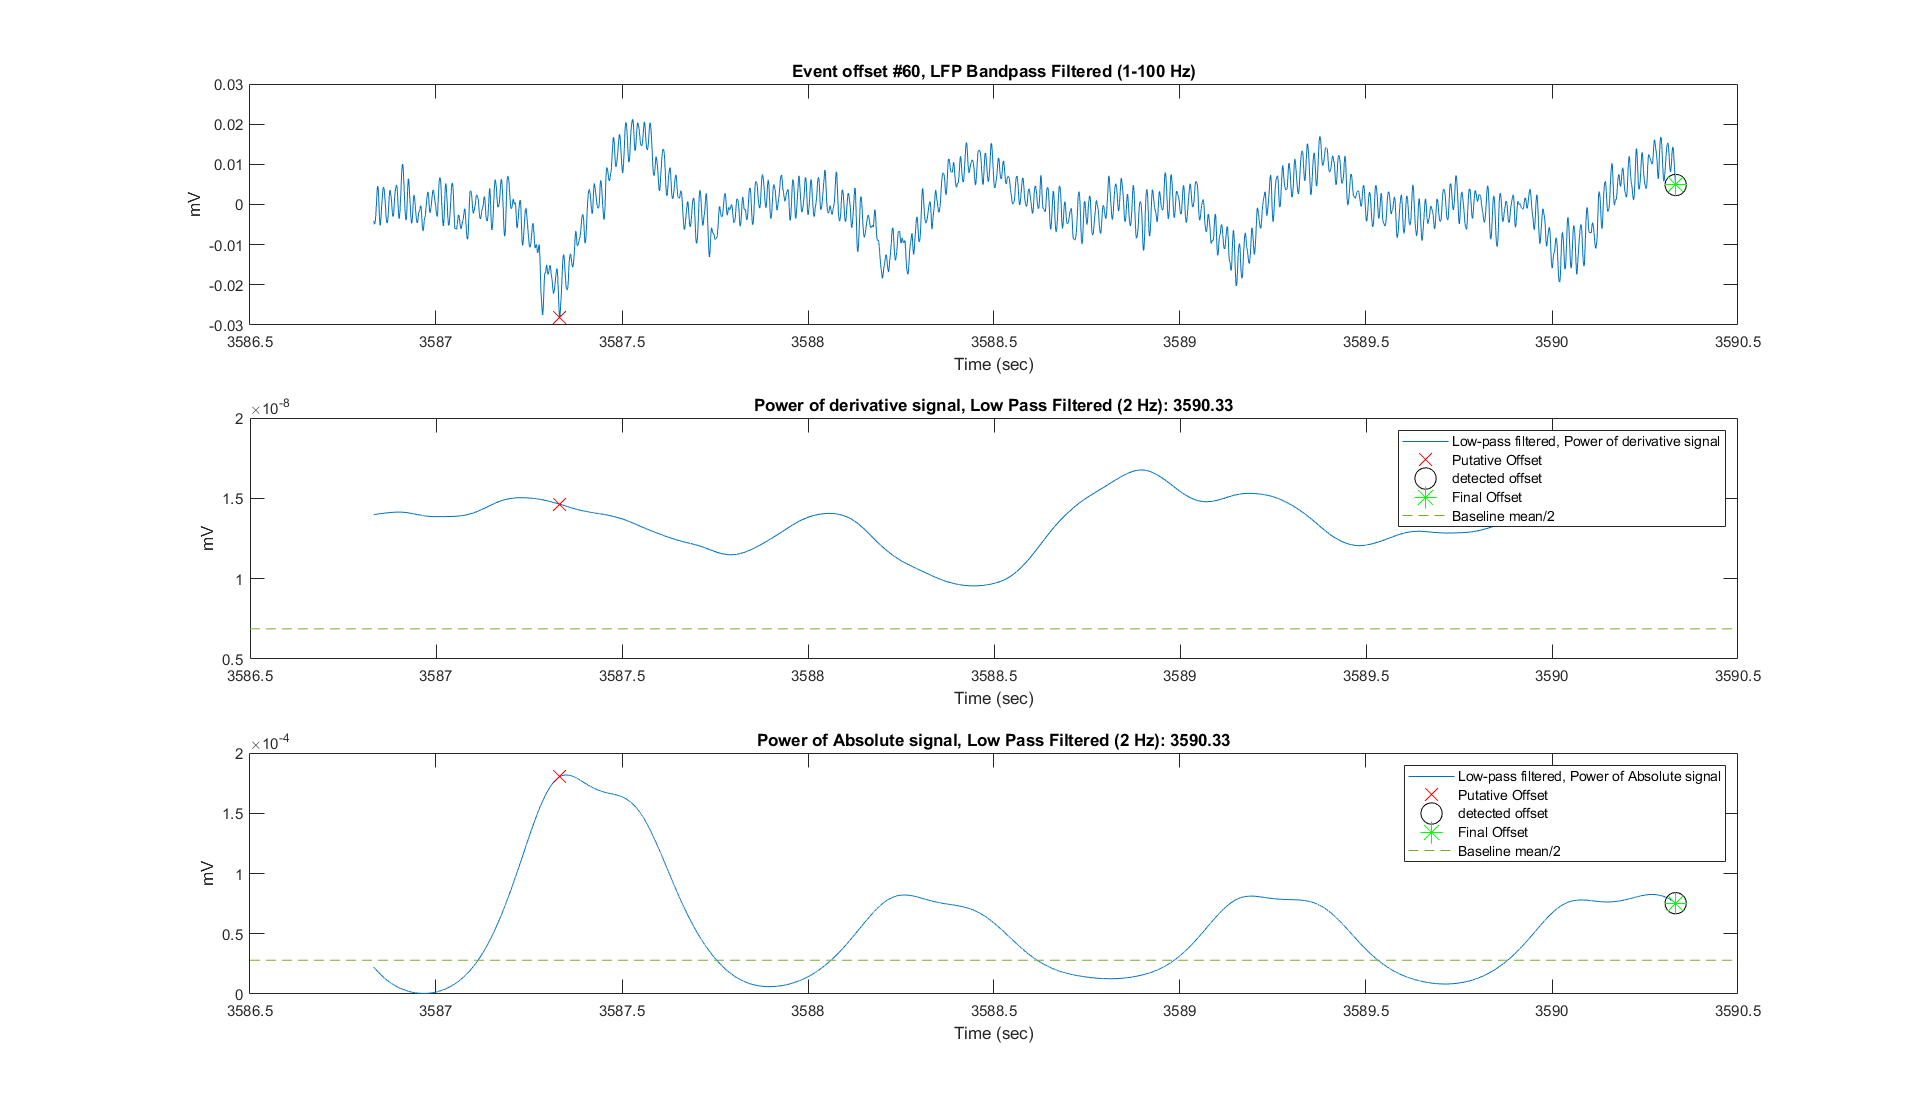 Event offset #60, LFP Bandpass Filtered (1-100 Hz)
0.03
0.02
0.01
0
-0.01
-0.02
-0.03
mV
3586.5 3587 3587.5 3588 3588.5 3589 3589.5 3590 3590.5
Time (sec)
Power of derivative signal, Low Pass Filtered (2 Hz): 3590.33
×10-8
2
1.5
1
0.5
mV
Low-pass filtered, Power of derivative signal
Putative Offset
detected offset
Final Offset
Baseline mean/2
3586.5 3587 3587.5 3588 3588.5 3589 3589.5 3590 3590.5
Time (sec)
Power of Absolute signal, Low Pass Filtered (2 Hz): 3590.33
×10-4
2
1.5
1
0.5
0
mV
Low-pass filtered, Power of Absolute signal
Putative Offset
detected offset
Final Offset
Baseline mean/2
3586.5 3587 3587.5 3588 3588.5 3589 3589.5 3590 3590.5
Time (sec)